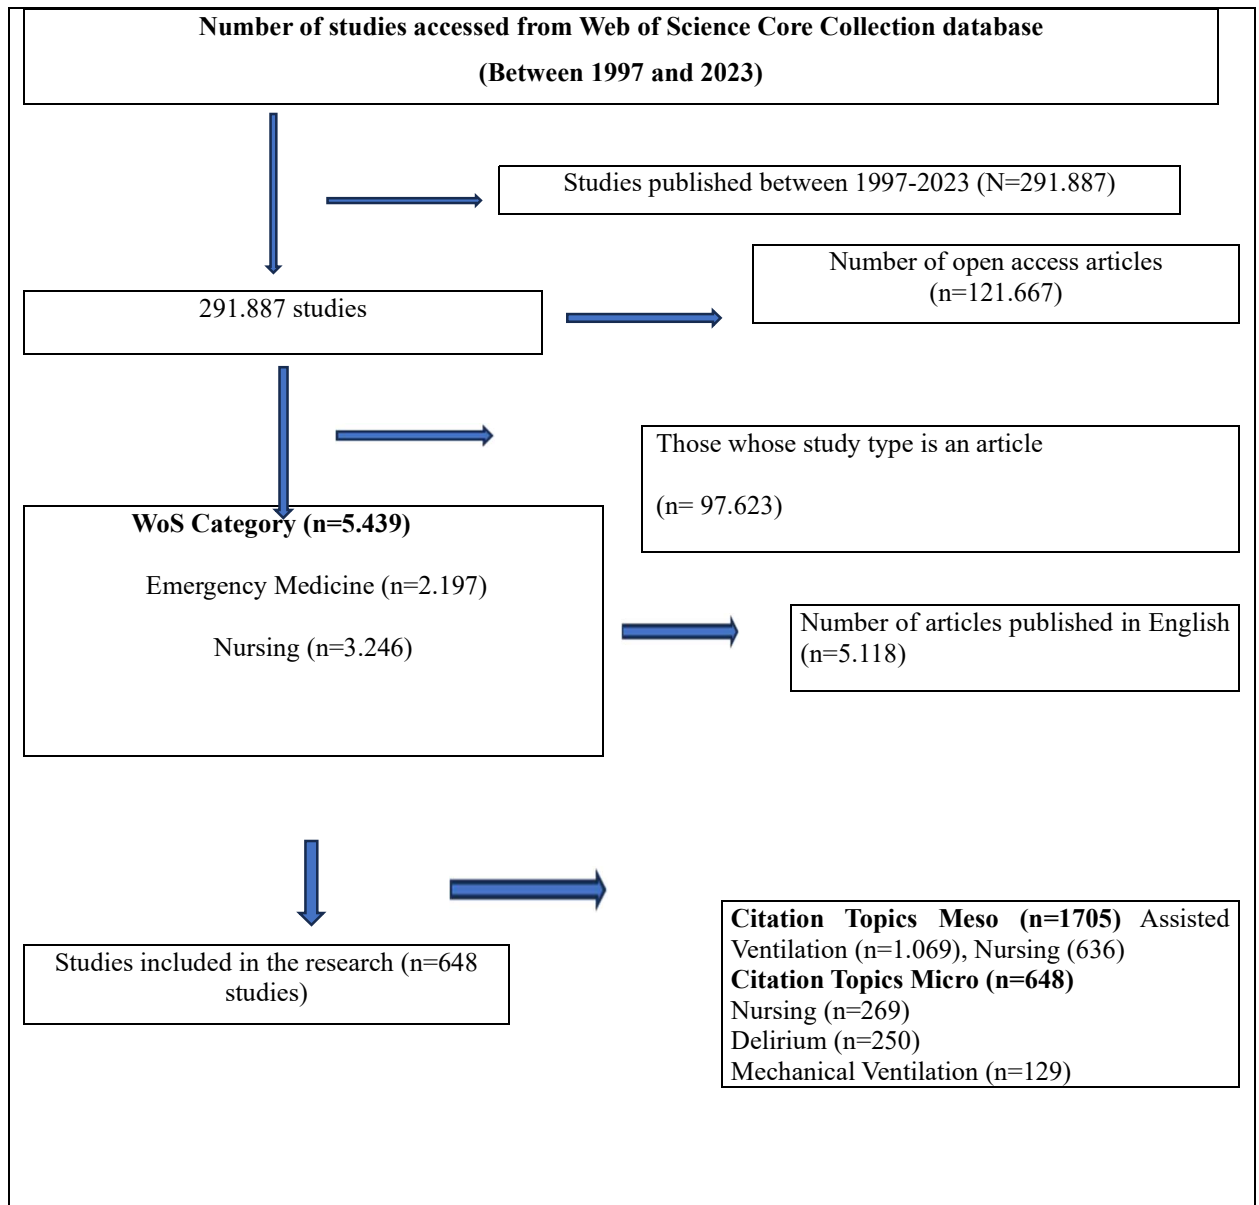 Number of studies accessed from Web of Science Core Collection database
(Between 1997 and 2023)
Studies published between 1997-2023 (N=291.887)
Number of open access articles
(n=121.667)
291.887 studies
Those whose study type is an article
(n= 97.623)
WoS Category (n=5.439)
Emergency Medicine (n=2.197)
Nursing (n=3.246)
Number of articles published in English
(n=5.118)
Citation Topics Meso (n=1705) Assisted
Ventilation (n=1.069), Nursing (636)
Citation Topics Micro (n=648)
Nursing (n=269)
Delirium (n=250)
Mechanical Ventilation (n=129)
Studies included in the research (n=648
studies)